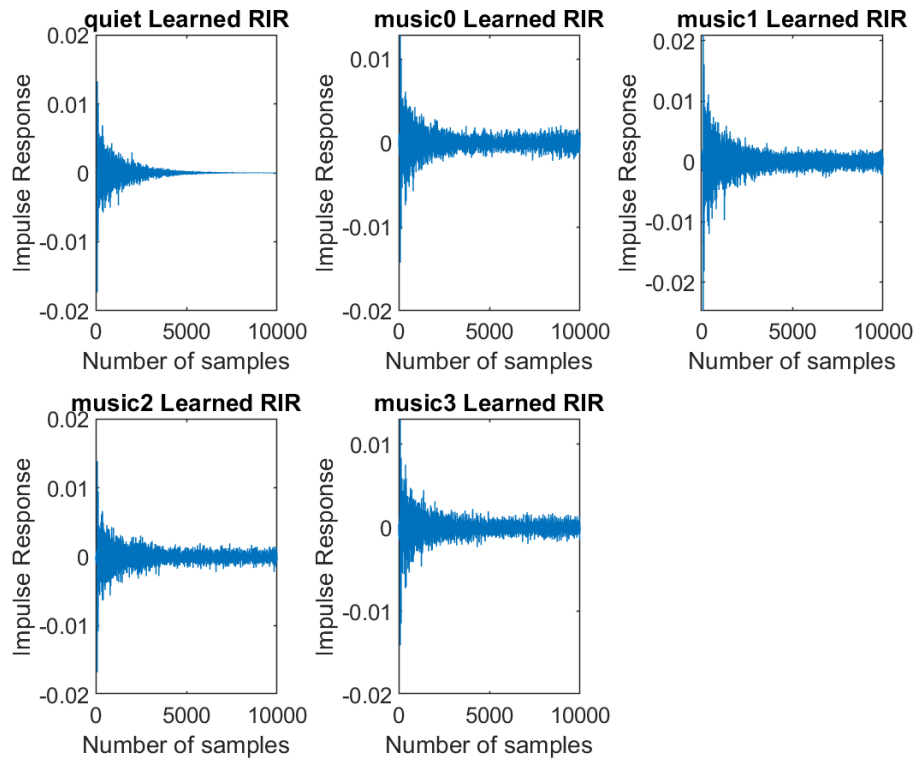 quiet Learned RIR
0.02
0.01
0
-0.01
-0.02
Impulse Response
0 5000 10000
Number of samples
music0 Learned RIR
0.01
0
-0.01
-0.02
Impulse Response
0 5000 10000
Number of samples
music1 Learned RIR
0.02
0.01
0
-0.01
-0.02
Impulse Response
0 5000 10000
Number of samples
music2 Learned RIR
0.02
0.01
0
-0.01
-0.02
Impulse Response
0 5000 10000
Number of samples
music3 Learned RIR
0.01
0
-0.01
-0.02
Impulse Response
0 5000 10000
Number of samples